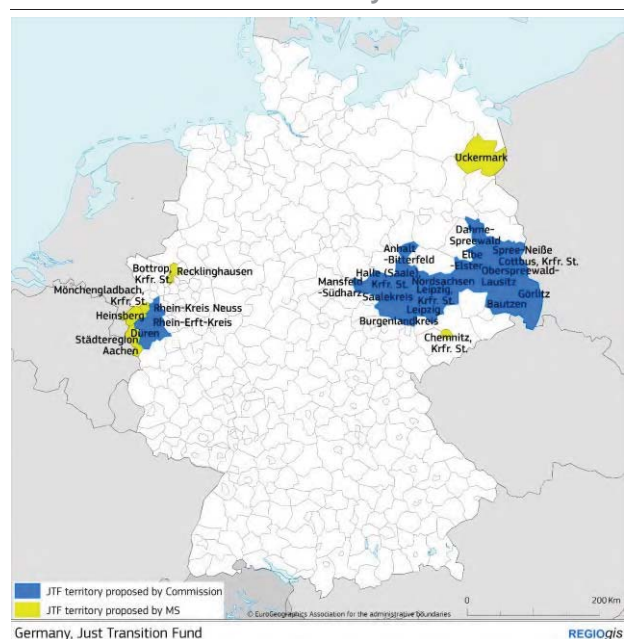 Uckermark
Dahme-
Spreewald
Spree-Neiße
Cottbus, Krfr. St.
Elbe
-Elster
Oberspreewald-
Lausitz
Görlitz
Bautzen
Anhalt
-Bitterfeld
Halle (Saale),
Krfr. St.
Mansfeld
-Südharz
Saalekreis
Nordsachsen
Leipzig,
Krfr. St.
Leipzig,
Burgenlandkreis
Chemnitz,
Krfr. St.
Bottrop,
Krfr. St.
Recklinghausen
Mönchengladbach,
Krfr. St.
Rhein-Kreis Neuss
Heinsberg
Rhein-Erft-Kreis
Düren
Städteregion,
Aachen
JTF territory proposed by Commission
JTF territory proposed by MS
0 200 Km
© EuroGeographics Association for the administrative boundaries
Germany, Just Transition Fund
REGIOgis